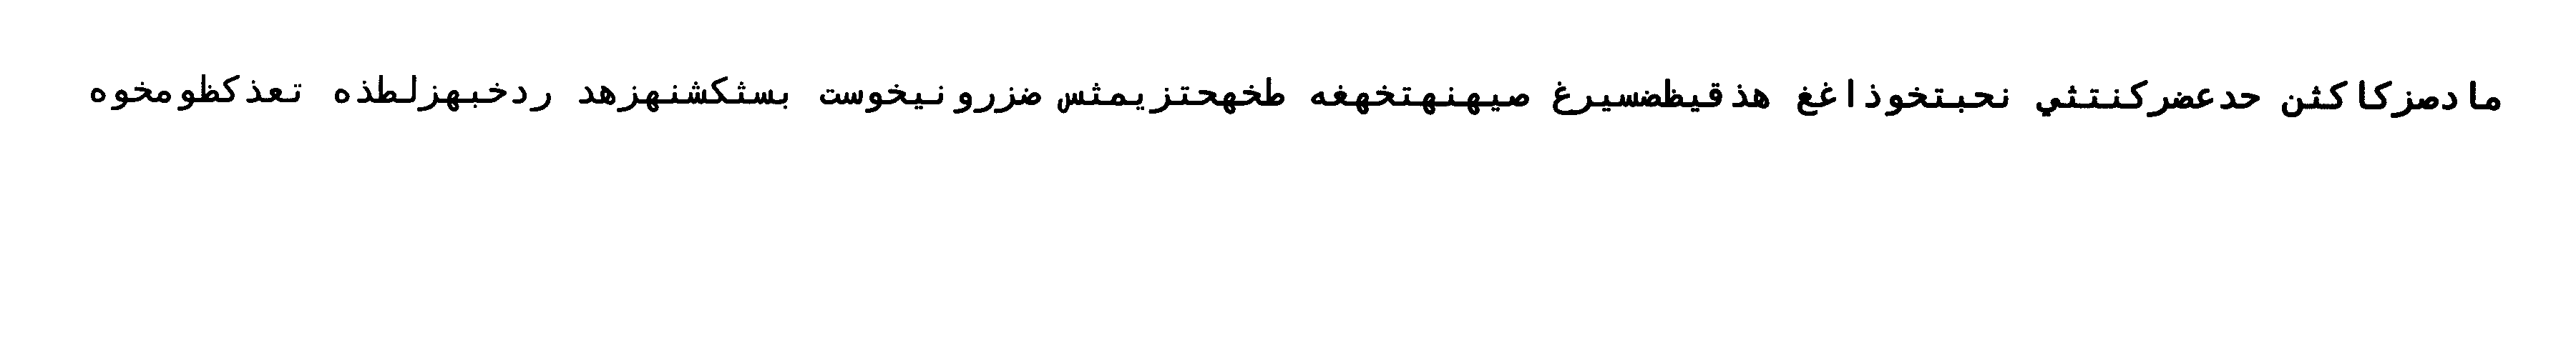 مادصزكاكثن حدعضركنتثي نحبتخوذاغغ هذقيظضسيرغ صيهنهتخهغه طخهحتزيمثس ضزرونيخوست بسثكشنهزهد ردخبهزلطذه تعذكظومخوه